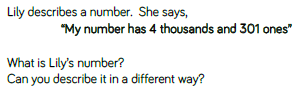 Lily describes a number. She says,
“My number has 4 thousands and 301 ones”
What is Lily's number?
Can you describe it in a different way?